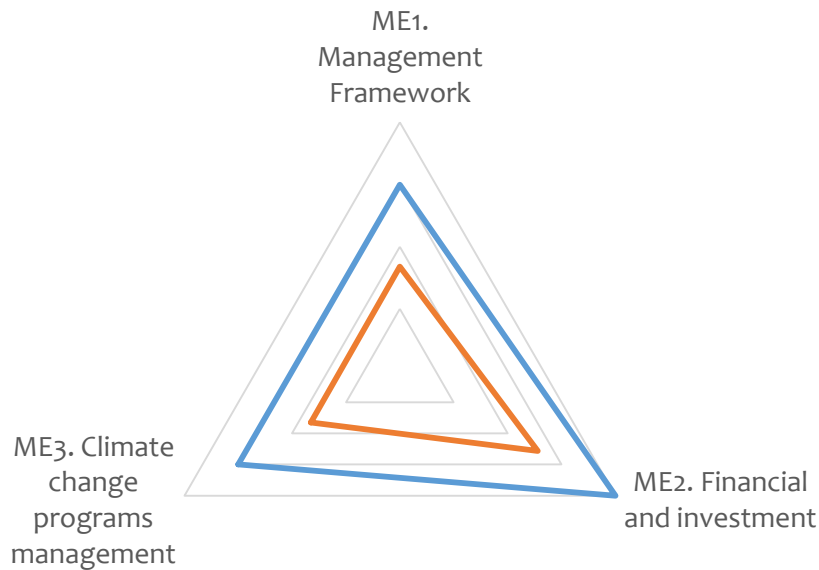 ME1.
Management
Framework
ME3. Climate
change
programs
management
ME2. Financial
and investment